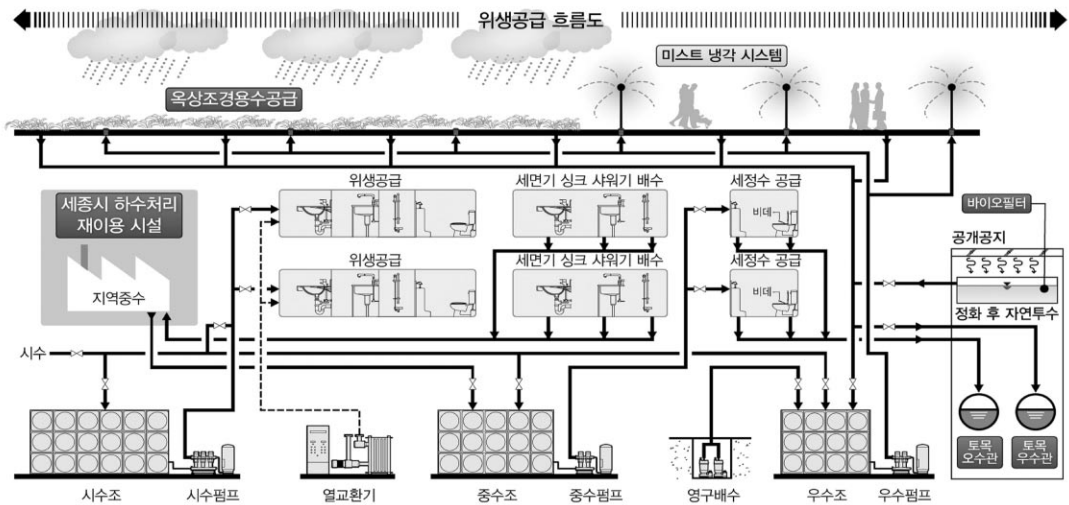 위생공급 흐름도
미스트 냉각 시스템
옥상조경용수공급
세종시 하수처리
재이용 시설
지역중수
위생공급
세면기 싱크 샤워기 배수
세정수 공급
비데
위생공급
세면기 싱크 샤워기 배수
세정수 공급
비데
바이오필터
공개공지
정화 후 자연투수
시수
토목
오수관
토목
우수관
시수조
시수펌프
열교환기
중수조
중수펌프
영구배수
우수조
우수펌프